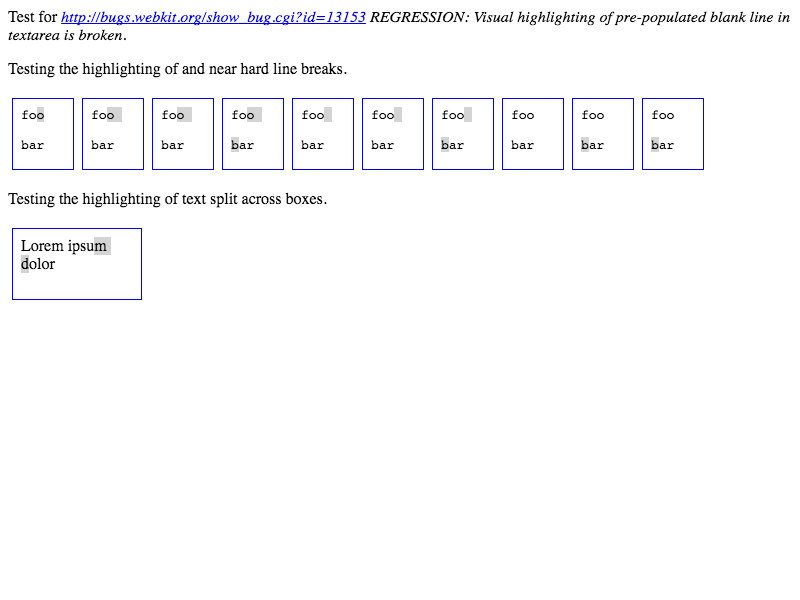 Test for http://bugs.webkit.org/show_bug.cgi?id=13153 REGRESSION: Visual highlighting of pre-populated blank line in
textarea is broken.
Testing the highlighting of and near hard line breaks.
foo foo foo foo foo foo foo foo foo foo
bar bar bar bar bar bar bar bar bar bar
Testing the highlighting of text split across boxes.
Lorem ipsum
dolor